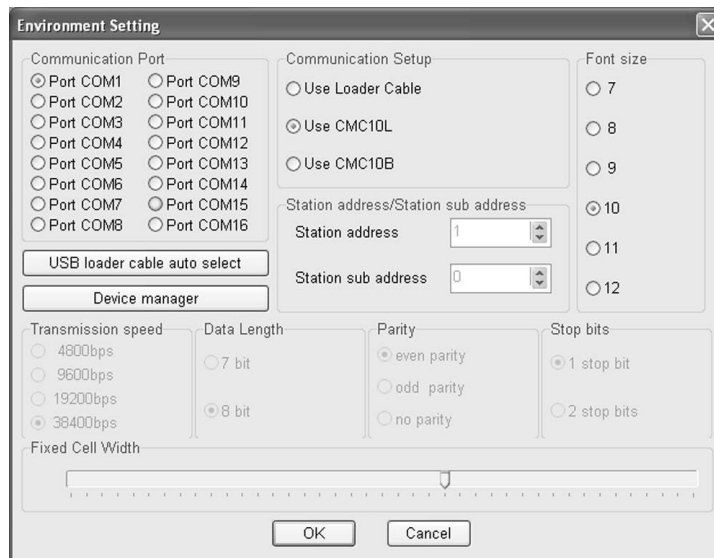 Environment Setting
Communication Port
Port COM1
Port COM2
Port COM3
Port COM4
Port COM5
Port COM6
Port COM7
Port COM8
Port COM9
Port COM10
Port COM11
Port COM12
Port COM13
Port COM14
Port COM15
Port COM16
USB loader cable auto select
Device manager
Communication Setup
Use Loader Cable
Use CMC10L
Use CMC10B
Station address/Station sub address
Station address 1
Station sub address 0
Font size
7
8
9
10
11
12
Transmission speed
4800bps
9600bps
19200bps
38400bps
Data Length
7 bit
8 bit
Parity
even parity
odd parity
no parity
Stop bits
1 stop bit
2 stop bits
Fixed Cell Width
OK
Cancel